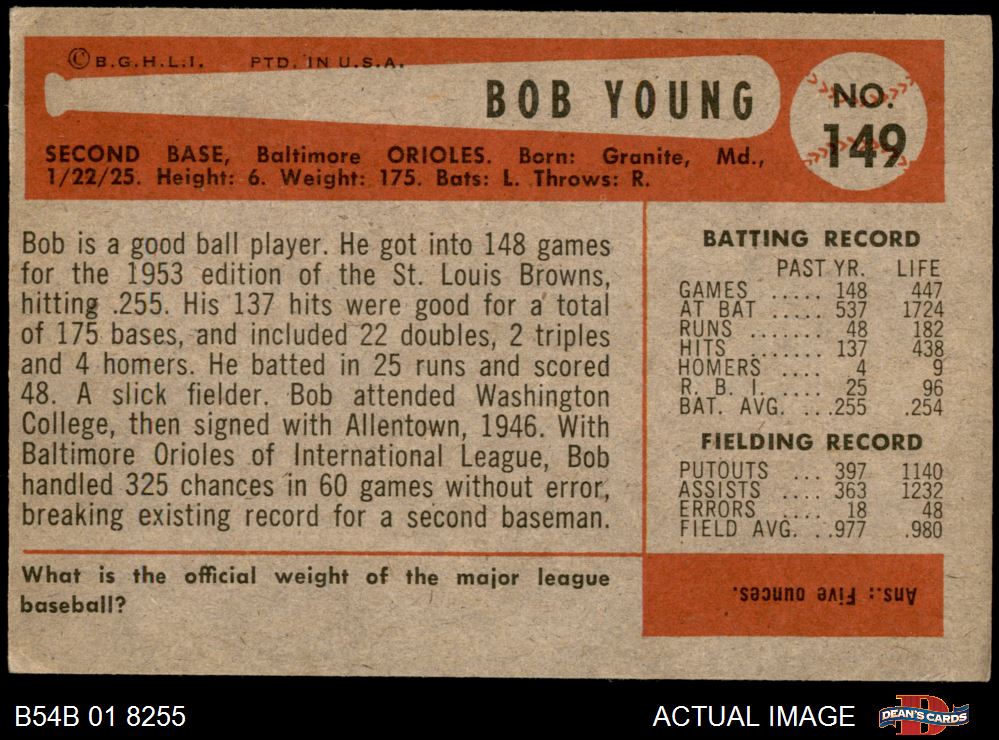 © B.G.H.L.I. PTD. IN U.S.A.
BOB YOUNG
NO.
149
SECOND BASE, Baltimore ORIOLES. Born: Granite, Md.,
1/22/25. Height: 6. Weight: 175. Bats: L. Throws: R.
Bob is a good ball player. He got into 148 games
for the 1953 edition of the St. Louis Browns,
hitting .255. His 137 hits were good for a total
of 175 bases, and included 22 doubles, 2 triples
and 4 homers. He batted in 25 runs and scored
48. A slick fielder. Bob attended Washington
College, then signed with Allentown, 1946. With
Baltimore Orioles of International League, Bob
handled 325 chances in 60 games without error,
breaking existing record for a second baseman.
BATTING RECORD
PAST YR. LIFE
GAMES ..... 148 447
AT BAT ..... 537 1724
RUNS ....... 48 182
HITS ....... 137 438
HOMERS .... 4 9
R. B. I. .... 25 96
BAT. AVG. ...255 .254
FIELDING RECORD
PUTOUTS ... 397 1140
ASSISTS .... 363 1232
ERRORS .... 18 48
FIELD AVG. ..977 .980
What is the official weight of the major league
baseball?
Ans.: Five ounces.
B54B 01 8255
ACTUAL IMAGE
DEAN'S CARDS